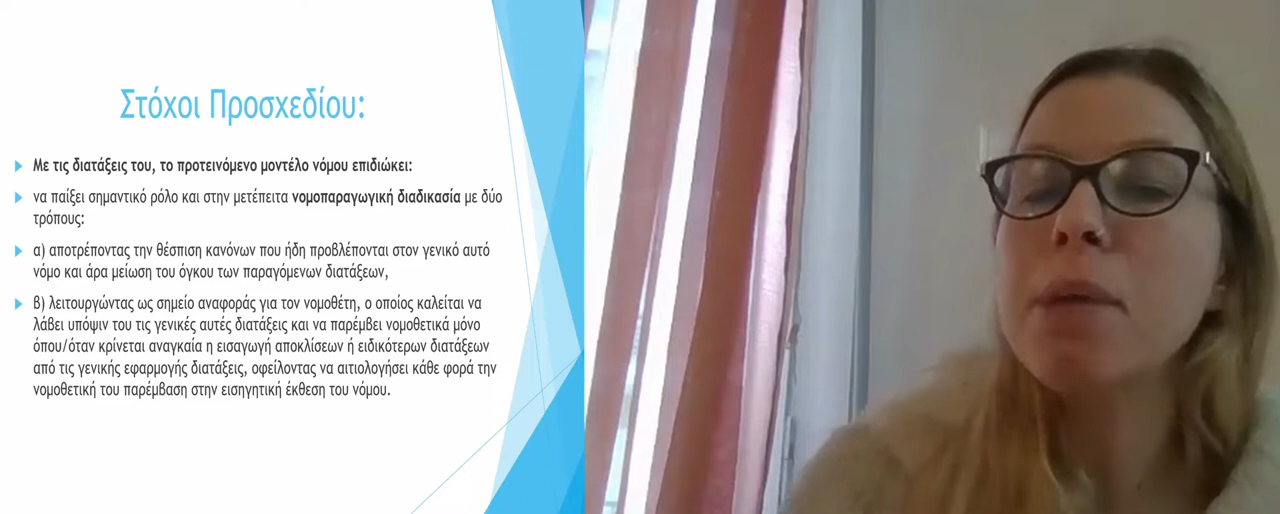 Στόχοι Προσχεδίου:
Με τις διατάξεις του, το προτεινόμενο μοντέλο νόμου επιδιώκει:
να παίξει σημαντικό ρόλο και στην μετέπειτα νομοπαραγωγική διαδικασία με δύο
τρόπους:
α) αποτρέποντας την θέσπιση κανόνων που ήδη προβλέπονται στον γενικό αυτό
νόμο και άρα μείωση του όγκου των παραγόμενων διατάξεων,
β) λειτουργώντας ως σημείο αναφοράς για τον νομοθέτη, ο οποίος καλείται να
λάβει υπόψιν του τις γενικές αυτές διατάξεις και να παρέμβει νομοθετικά μόνο
όπου/όταν κρίνεται αναγκαία η εισαγωγή αποκλίσεων ή ειδικότερων διατάξεων
από τις γενικής εφαρμογής διατάξεις, οφείλοντας να αιτιολογήσει κάθε φορά την
νομοθετική του παρέμβαση στην εισηγητική έκθεση του νόμου.